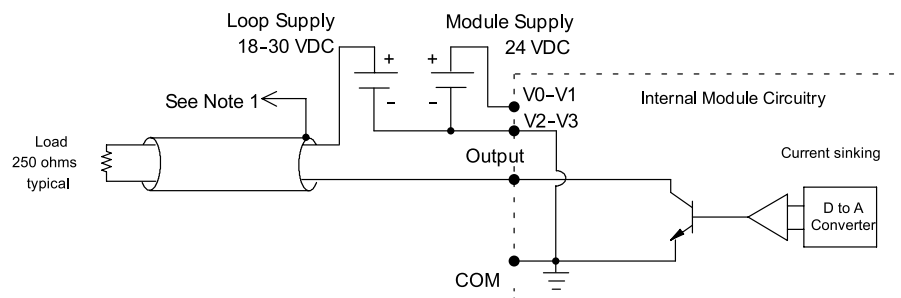 Loop Supply
18-30 VDC
Module Supply
24 VDC
+
+
-
-
See Note 1
V0-V1
V2-V3
Internal Module Circuitry
Load
250 ohms
typical
Output
Current sinking
D to A
Converter
COM